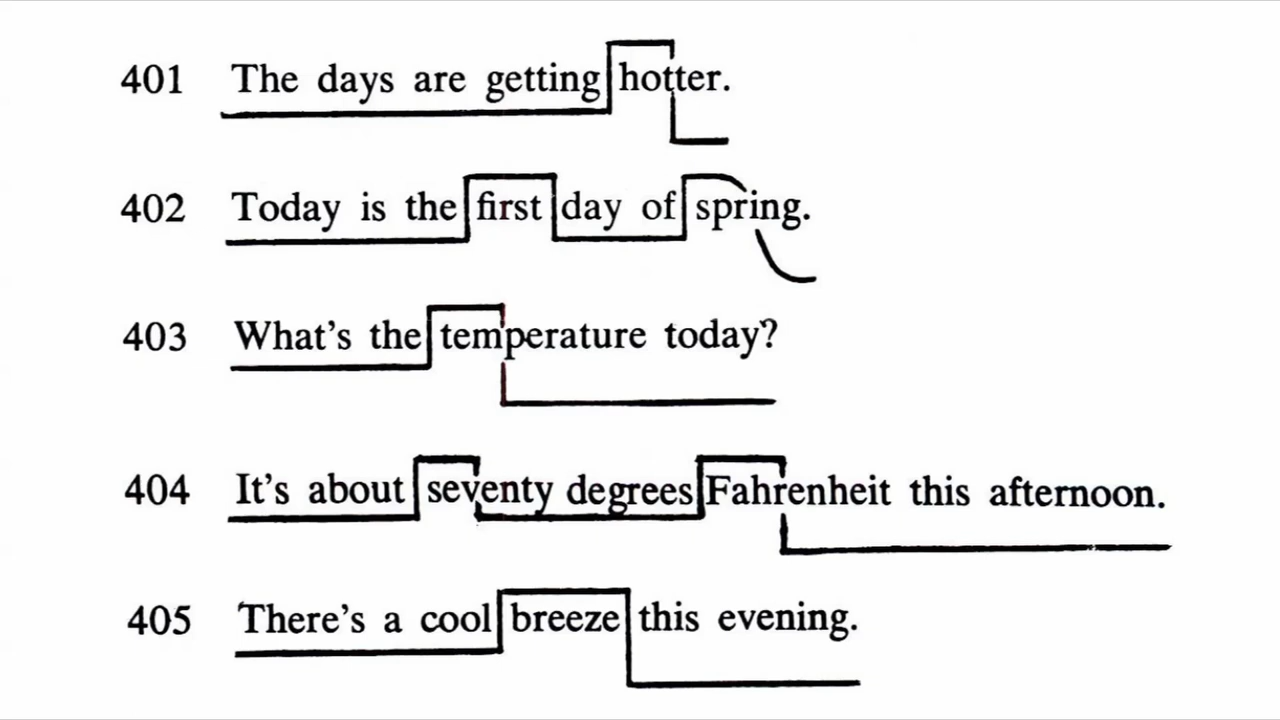 401 The days are getting hotter.
402 Today is the first day of spring.
403 What's the temperature today?
404 It's about seventy degrees Fahrenheit this afternoon.
405 There's a cool breeze this evening.